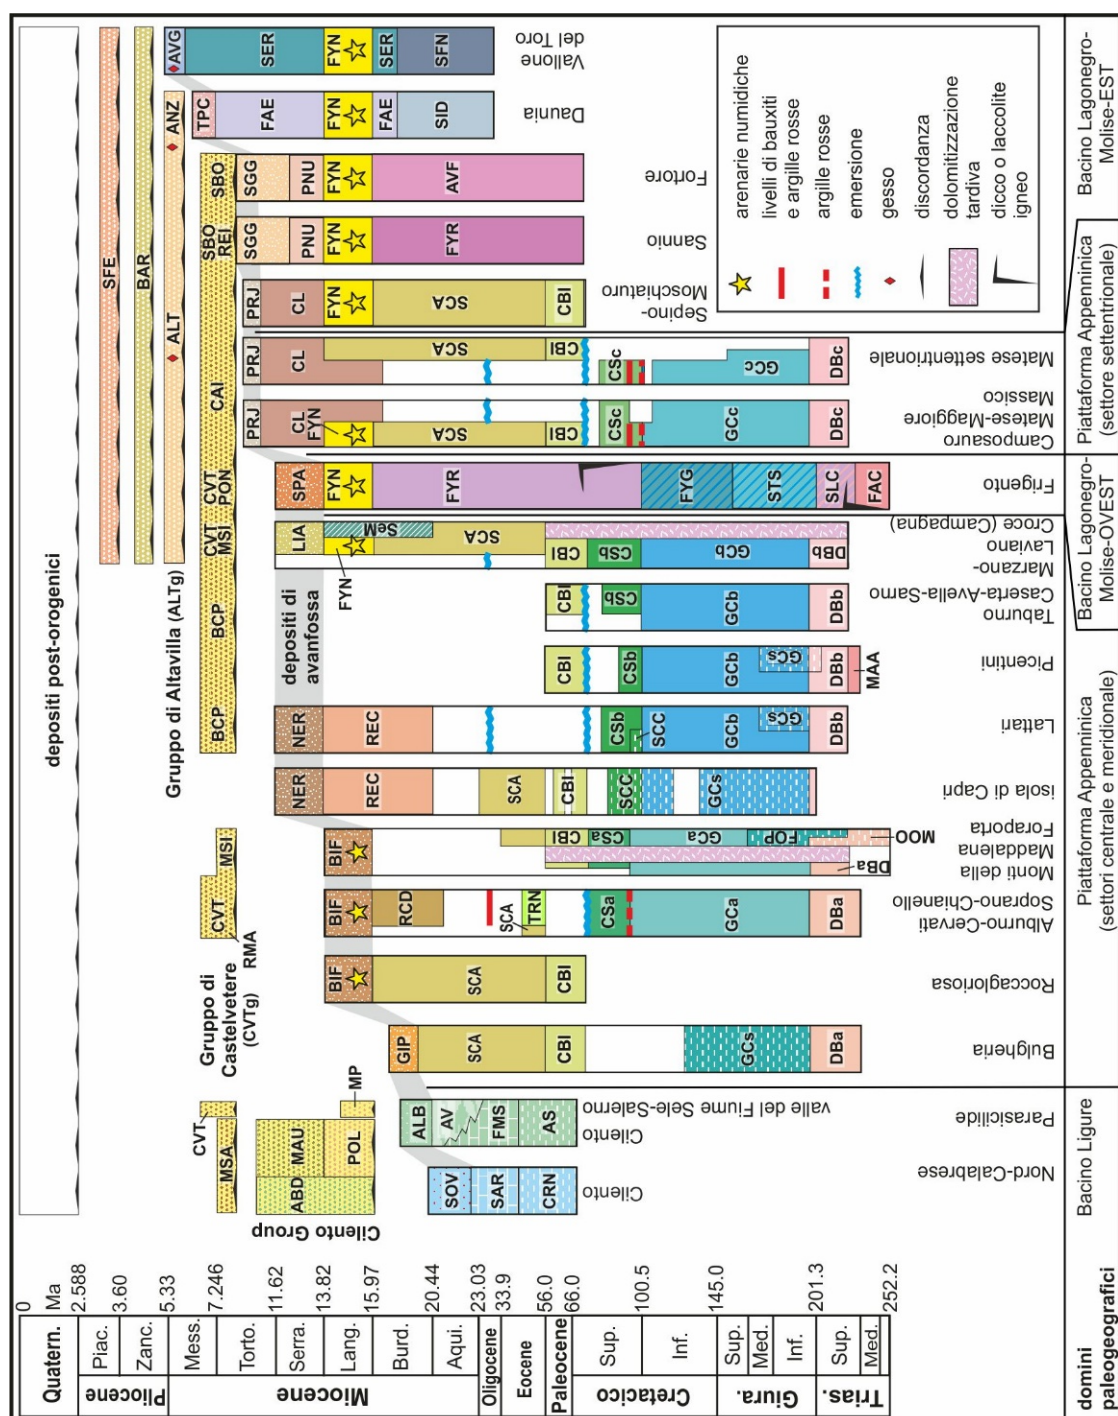 0
Ma
2.588
3.60
5.33
7.246
11.62
13.82
15.97
20.44
23.03
33.9
56.0
66.0
100.5
145.0
201.3
252.2
Quatern.
Pliocene
Piac.
Zanc.
Miocene
Mess.
Torto.
Serra.
Lang.
Burd.
Aqui.
Oligocene
Eocene
Paleocene
Cretacico
Sup.
Inf.
Giura.
Sup.
Med.
Inf.
Trias.
Sup.
Med.
domini
paleogeografici
depositi post-orogenici
SFE
BAR
Gruppo di Altavilla (ALTg)
ALT
ANZ
AVG
CVT
MSA
ABD
MAU
POL
MP
Cilento Group
Gruppo di
Castelvetere
(CVTg)
RMA
CVT
MSI
BCP
BCP
CVT
MSI
CVT
PON
CAI
SBO
REI
SBO
depositi di
avanfossa
SOV
SAR
CRN
Cilento
Nord-Calabrese
ALB
AV
FMS
AS
Cilento
valle del Fiume Sele-Salerno
Parasicilide
GIP
SCA
CBI
GCs
DBa
Bulgheria
BIF
SCA
CBI
Roccagloriosa
BIF
RCD
SCA
TRN
CSa
GCa
DBa
Alburno-Cervati
Soprano-Chianello
BIF
CBI
CSa
GCa
FOP
DBa
MOO
Monti della
Maddalena
Foraporta
NER
REC
SCA
CBI
SCC
GCs
isola di Capri
NER
REC
CSb
SCC
GCb
GCs
DBb
Lattari
CBI
CSb
GCb
GCs
DBb
MAA
Picentini
CBI
CSb
GCb
DBb
Taburno
Caserta-Avella-Sarno
LIA
FYN
SeM
SCA
CBI
CSb
GCb
DBb
Marzano-
Laviano
Croce (Campagna)
SPA
FYN
FYR
FYG
STS
SLC
FAC
Frigento
PRJ
CL
FYN
SCA
CBI
CSc
GCc
DBc
Camposauro
Matese-Maggiore
Massico
PRJ
CL
SCA
CBI
CSc
GCc
DBc
Matese settentrionale
PRJ
CL
FYN
SCA
CBI
Sepino-
Moschiaturo
SGG
PNU
FYN
FYR
Sannio
SGG
PNU
FYN
AVF
Fortore
TPC
FAE
FYN
FAE
SID
Daunia
SER
FYN
SER
SFN
Vallone
del Toro
arenarie numidiche
livelli di bauxiti
e argille rosse
argille rosse
emersione
gesso
discordanza
dolomitizzazione
tardiva
dicco o laccolite
igneo
Bacino Ligure
Piattaforma Appenninica
(settori centrale e meridionale)
Bacino Lagonegro-
Molise-OVEST
Piattaforma Appenninica
(settore settentrionale)
Bacino Lagonegro-
Molise-EST